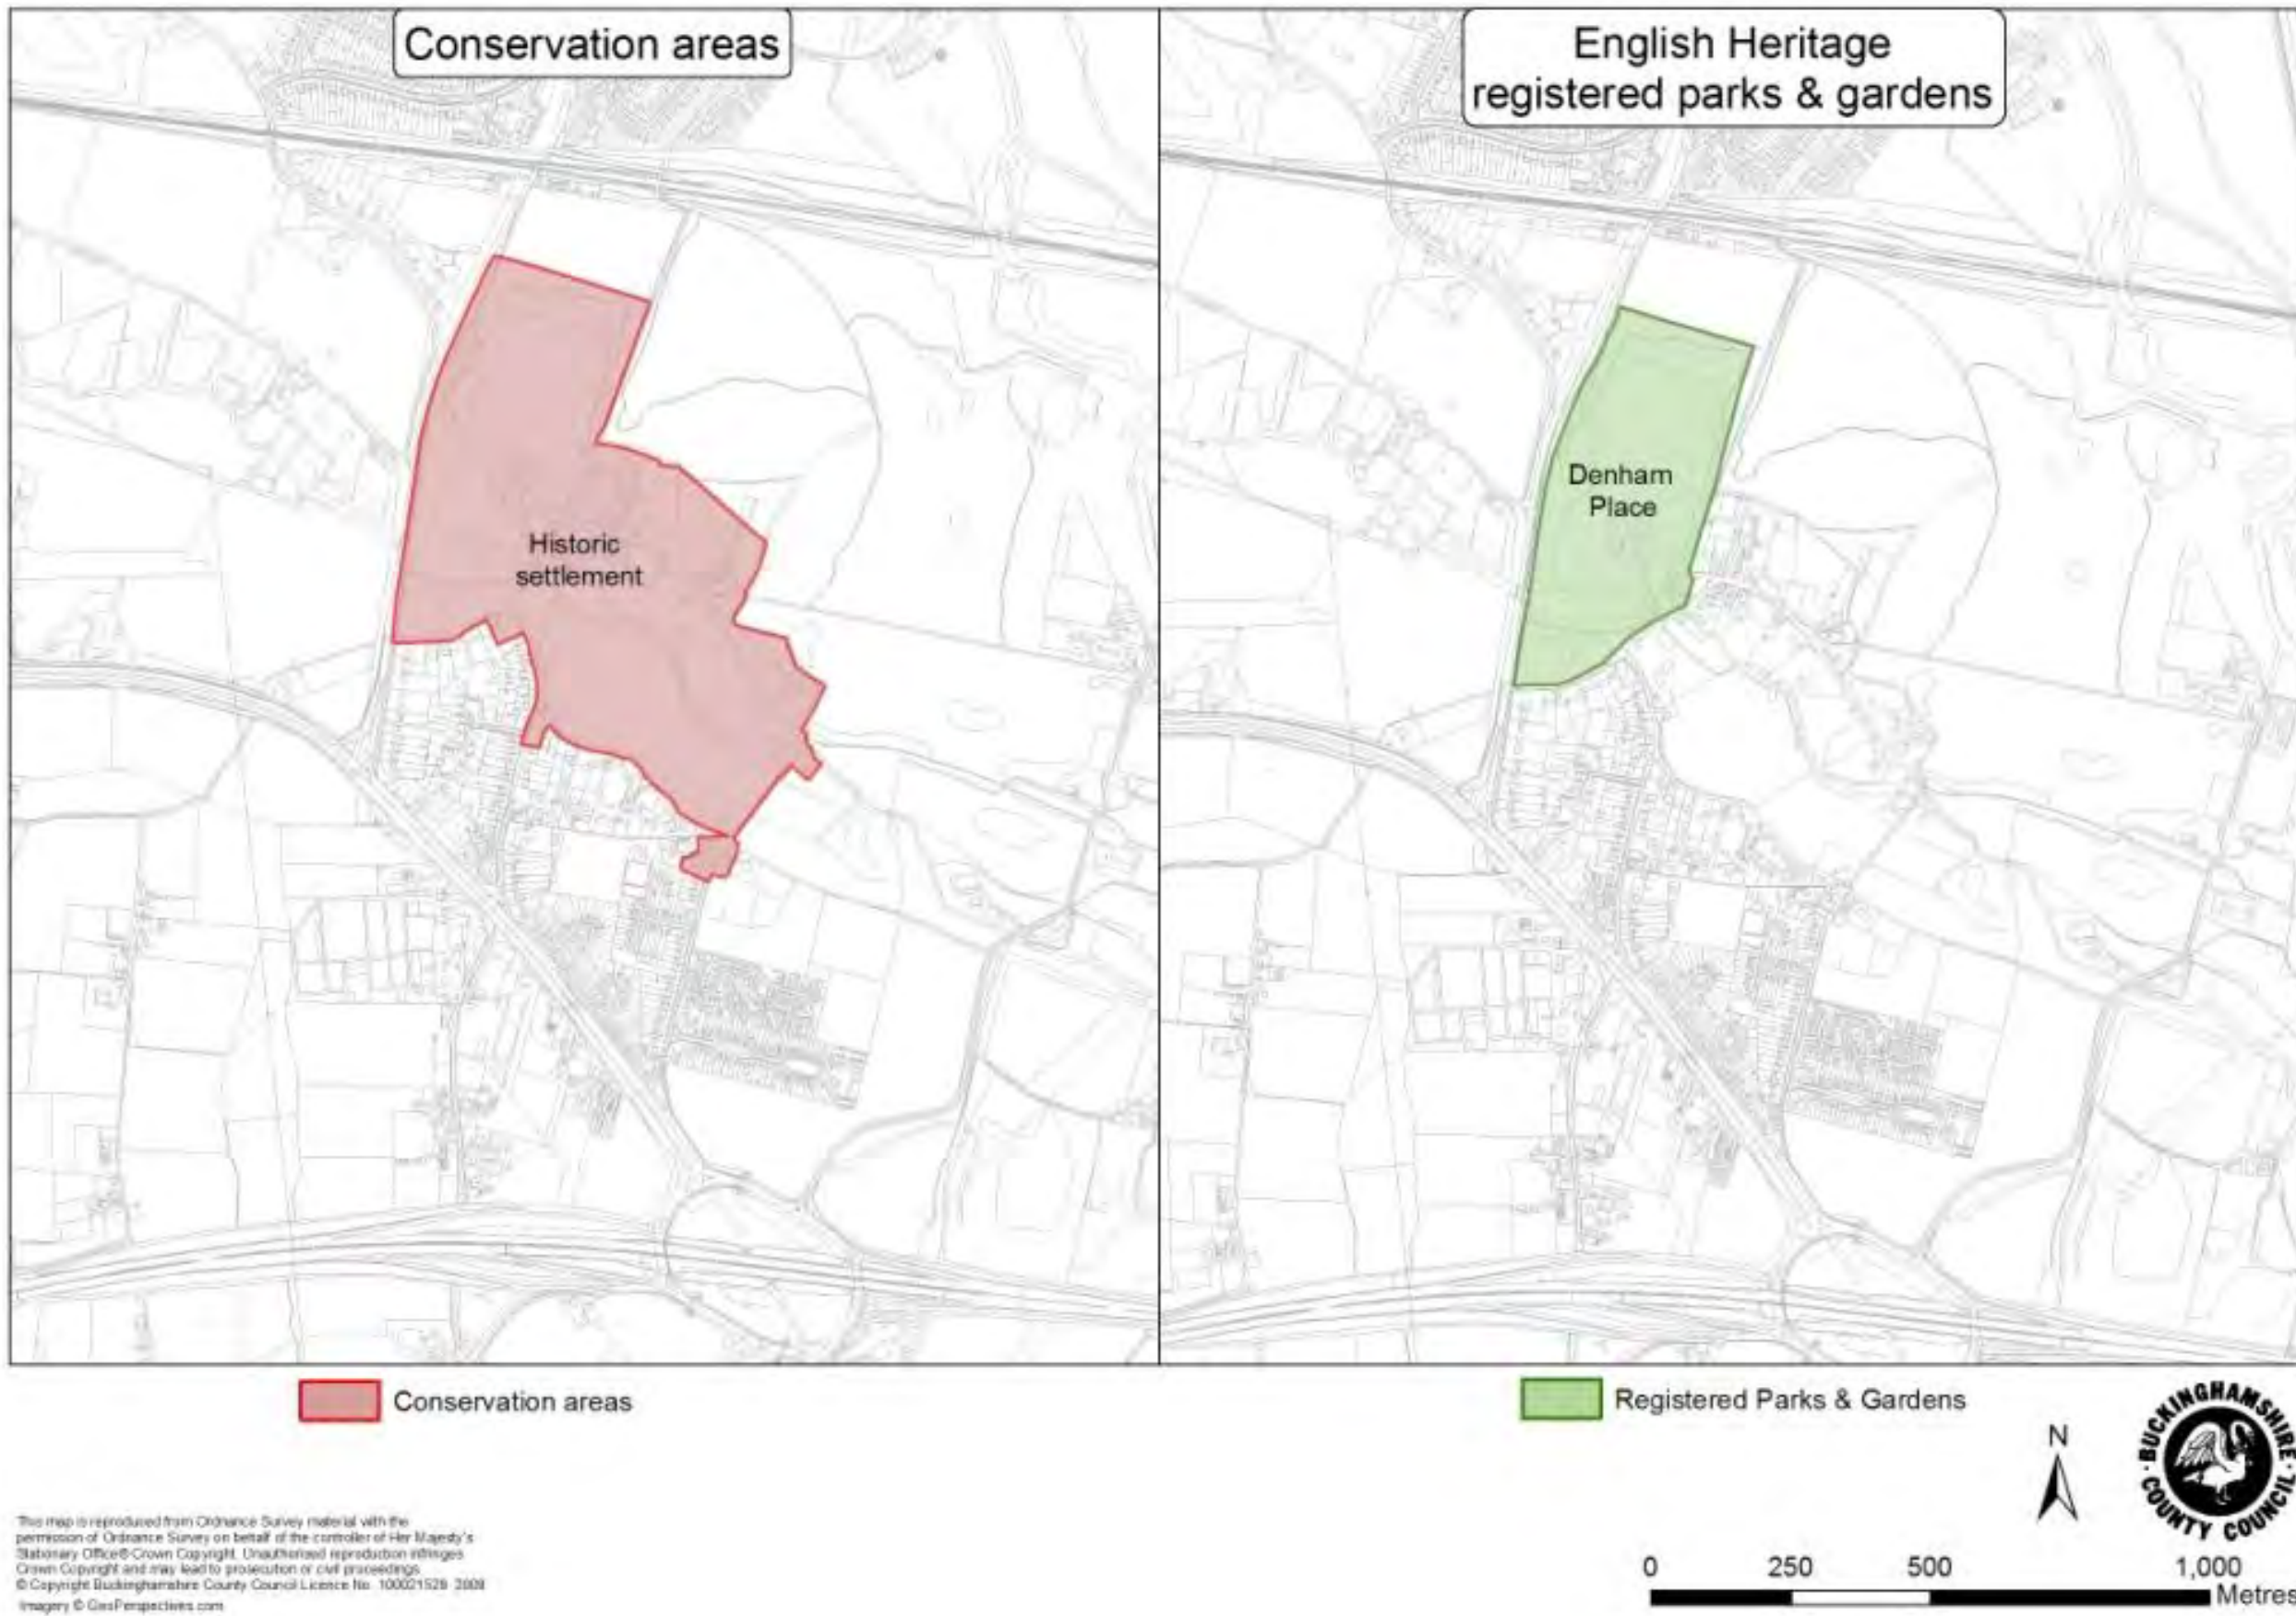 Conservation areas
English Heritage
registered parks & gardens
Historic
settlement
Denham
Place
Conservation areas
Registered Parks & Gardens
N
BUCKINGHAMSHIRE
COUNTY COUNCIL
This map is reproduced from Ordnance Survey material with the
permission of Ordnance Survey on behalf of the controller of Her Majesty's
Stationary Office © Crown Copyright. Unauthorised reproduction infringes
Crown Copyright and may lead to prosecution or civil proceedings
© Copyright Buckinghamshire County Council Licence No. 100021529 2009
Imagery © GeoPerspectives.com
0 250 500 1,000
Metres